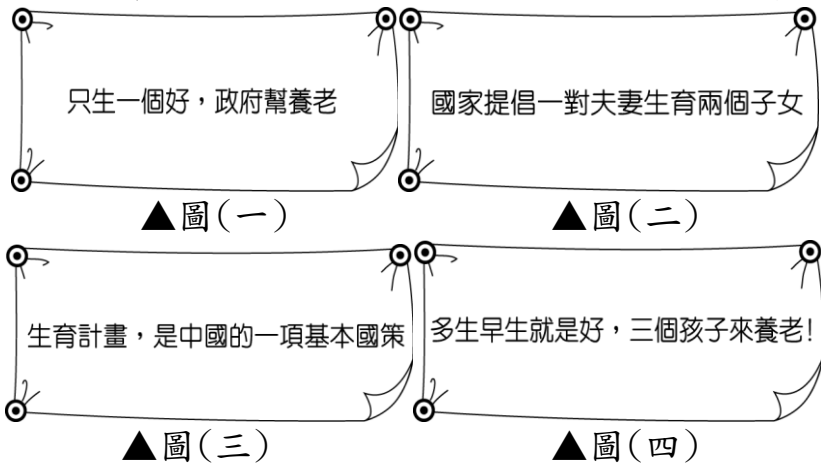 只生一個好，政府幫養老
國家提倡一對夫妻生育兩個子女
▲圖(一)
▲圖(二)
生育計畫，是中國的一項基本國策
多生早生就是好，三個孩子來養老!
▲圖(三)
▲圖(四)